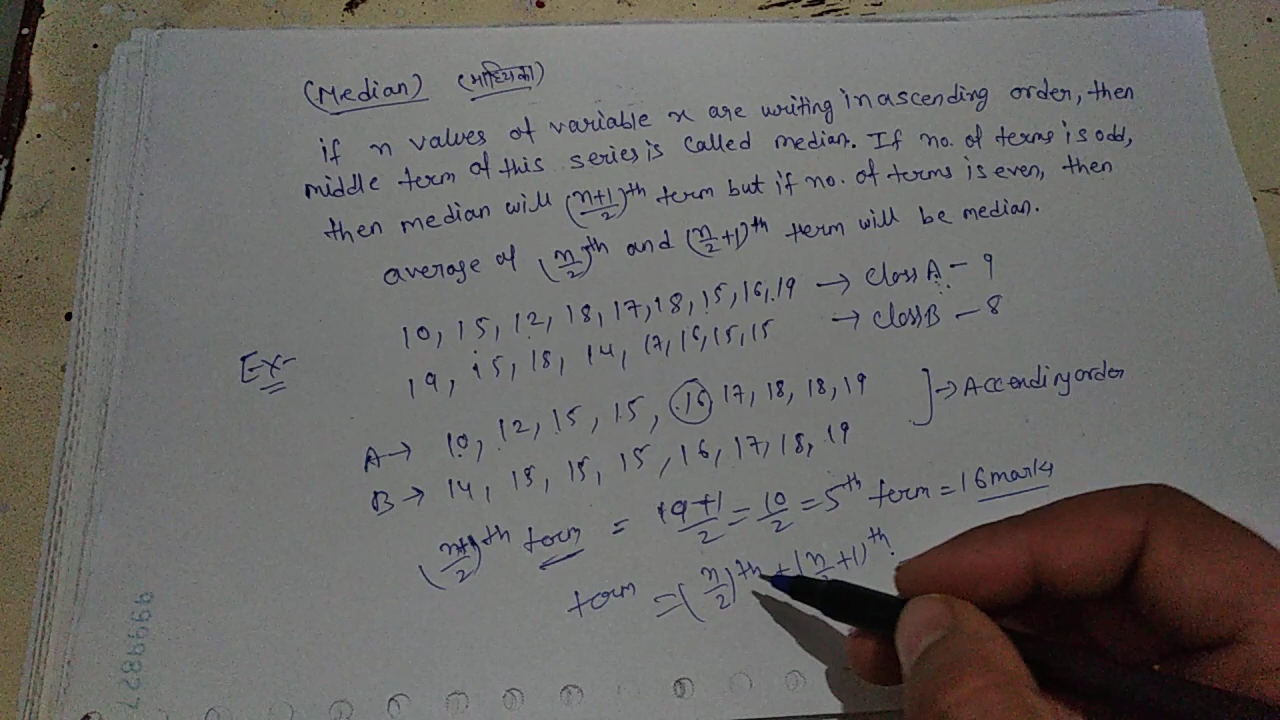 (Median) (माध्यिका)
if n values of variable x are writing in ascending order, then
middle term of this series is called median. If no. of terms is odd,
then median will (n+1/2)th term but if no. of terms is even, then
average of (n/2)th and (n/2+1)th term will be median.
Ex- 10, 15, 12, 18, 17, 18, 15, 16, 19 → Class A - 9
19, 15, 18, 14, 17, 16, 15, 15 → Class B - 8
A → 10, 12, 15, 15, 16 17, 18, 18, 19
B → 14, 15, 15, 15, 16, 17, 18, 19 ] → Accending order
(n+1/2)th term = 9+1/2 = 10/2 = 5th term = 16 mark
term = (n/2)th + (n/2+1)th